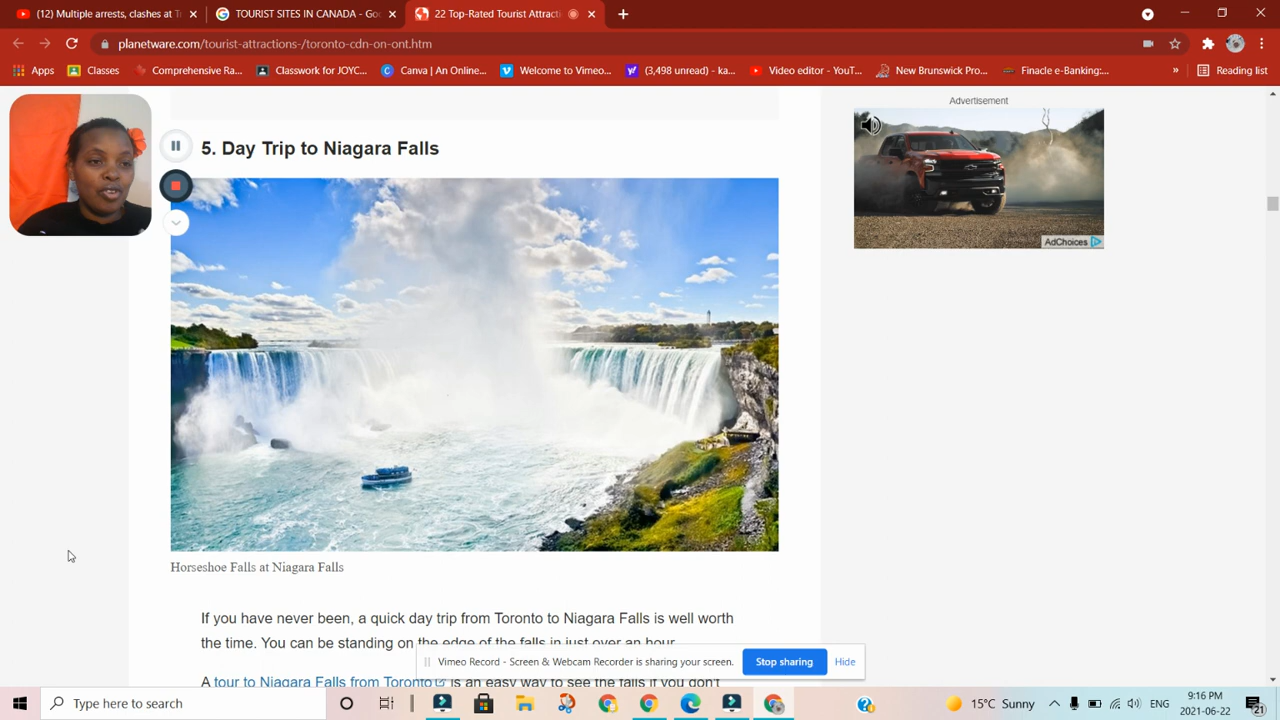 (12) Multiple arrests, clashes at T
TOURIST SITES IN CANADA - Goo
22 Top-Rated Tourist Attract
planetware.com/tourist-attractions-/toronto-cdn-on-ont.htm
Apps
Classes
Comprehensive Ra...
Classwork for JOYC...
Canva | An Online...
Welcome to Vimeo...
(3,498 unread) - ka...
Video editor - YouT...
New Brunswick Pro...
Finacle e-Banking:...
»
Reading list
Advertisement
5. Day Trip to Niagara Falls
AdChoices
Horseshoe Falls at Niagara Falls
If you have never been, a quick day trip from Toronto to Niagara Falls is well worth
the time. You can be standing on the edge of the falls in just over an hour.
Vimeo Record - Screen & Webcam Recorder is sharing your screen.
Stop sharing
Hide
A tour to Niagara Falls from Toronto is an easy way to see the falls if you don't
Type here to search
15°C Sunny
ENG
9:16 PM
2021-06-22
21